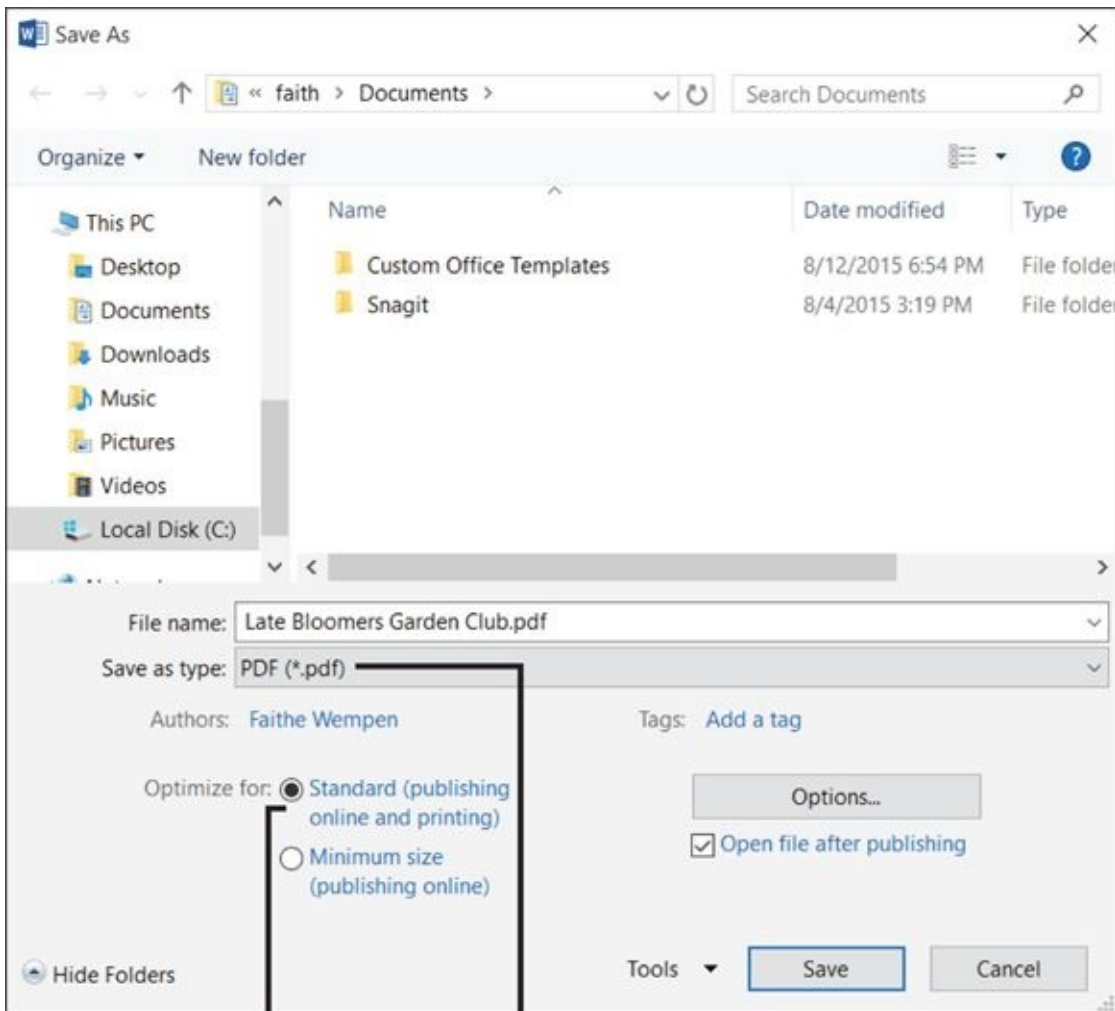 Save As
« faith > Documents >
Search Documents
Organize
New folder
Name
Date modified
Type
This PC
Desktop
Documents
Downloads
Music
Pictures
Videos
Local Disk (C:)
Custom Office Templates
8/12/2015 6:54 PM
File folder
Snagit
8/4/2015 3:19 PM
File folder
File name: Late Bloomers Garden Club.pdf
Save as type: PDF (*.pdf)
Authors: Faithe Wempen
Tags: Add a tag
Optimize for: Standard (publishing
online and printing)
Minimum size
(publishing online)
Options...
Open file after publishing
Hide Folders
Tools
Save
Cancel